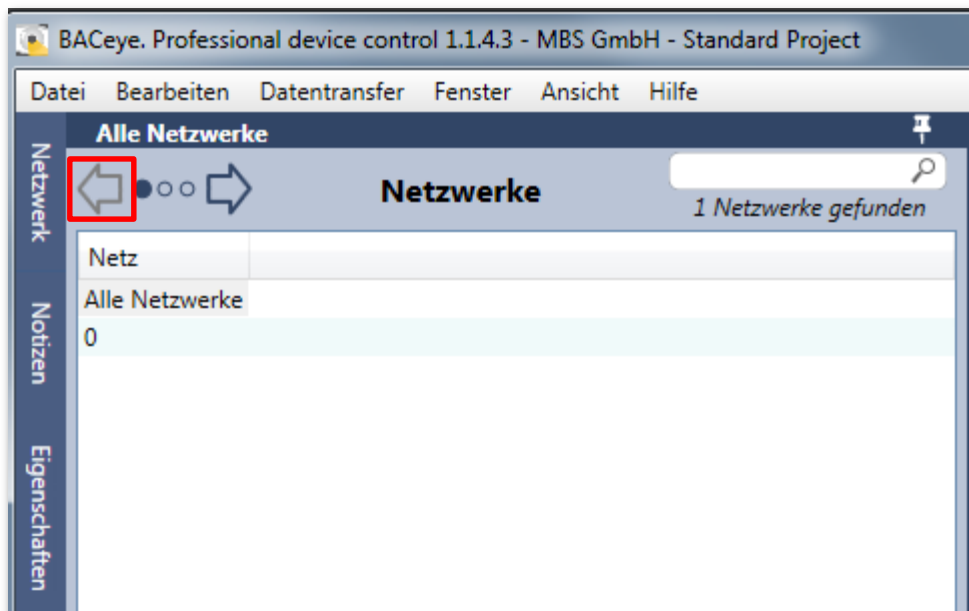 BACeye. Professional device control 1.1.4.3 - MBS GmbH - Standard Project
Datei Bearbeiten Datentransfer Fenster Ansicht Hilfe
Alle Netzwerke
Netzwerke
1 Netzwerke gefunden
Netz
Alle Netzwerke
0
Netzwerk
Notizen
Eigenschaften